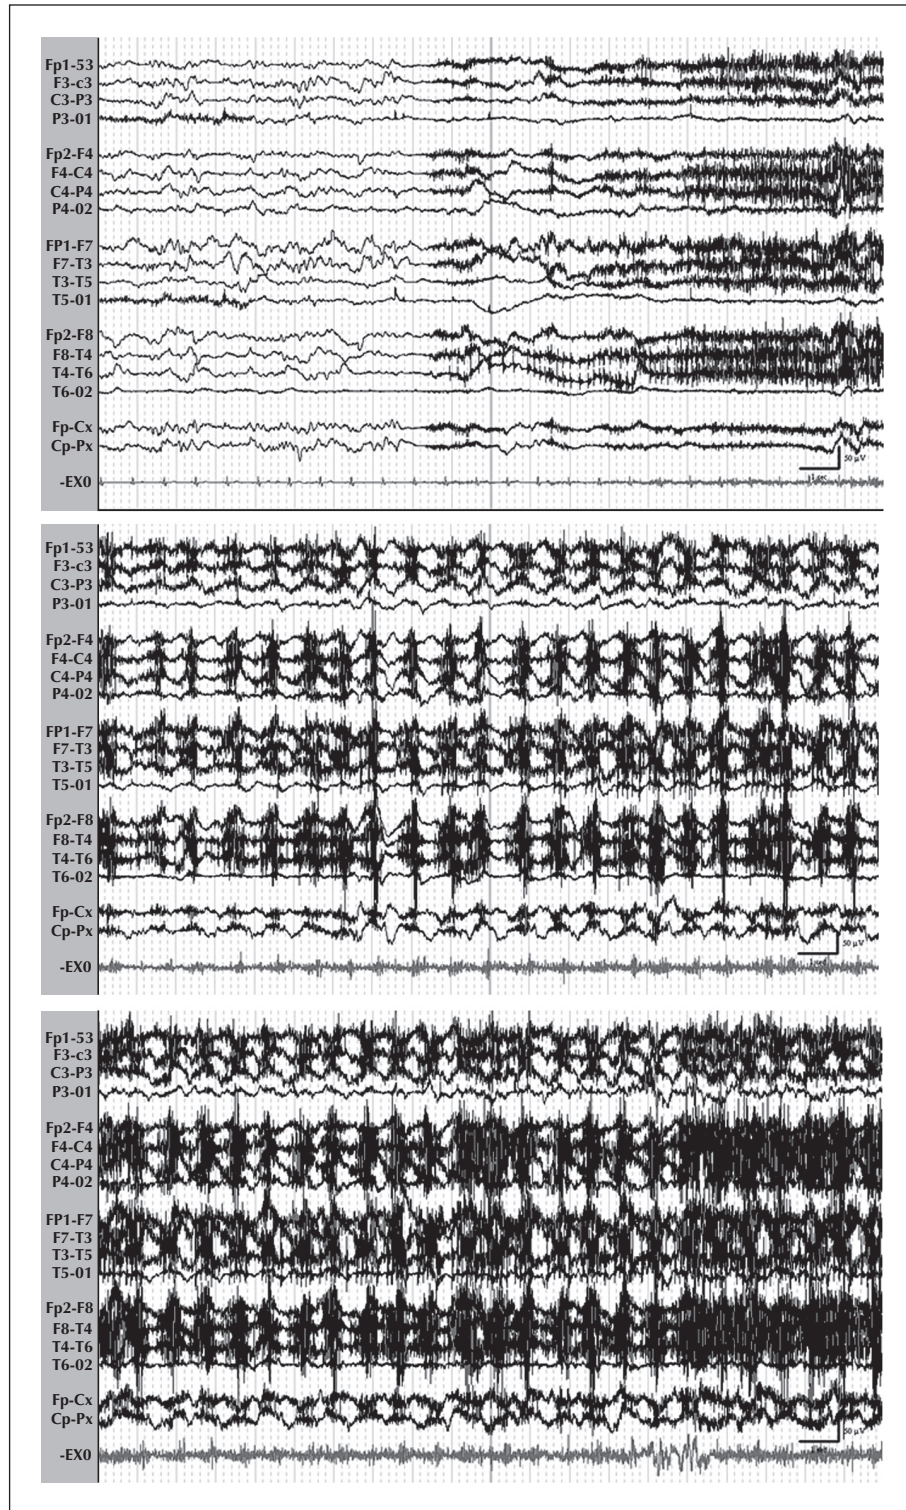 Fp1-53
F3-c3
C3-P3
P3-01
Fp2-F4
F4-C4
C4-P4
P4-02
FP1-F7
F7-T3
T3-T5
T5-01
Fp2-F8
F8-T4
T4-T6
T6-02
Fp-Cx
Cp-Px
50 µV
1 sec
-EX0
Fp1-53
F3-c3
C3-P3
P3-01
Fp2-F4
F4-C4
C4-P4
P4-02
FP1-F7
F7-T3
T3-T5
T5-01
Fp2-F8
F8-T4
T4-T6
T6-02
Fp-Cx
Cp-Px
50 µV
-EX0
Fp1-53
F3-c3
C3-P3
P3-01
Fp2-F4
F4-C4
C4-P4
P4-02
FP1-F7
F7-T3
T3-T5
T5-01
Fp2-F8
F8-T4
T4-T6
T6-02
Fp-Cx
Cp-Px
50 µV
-EX0